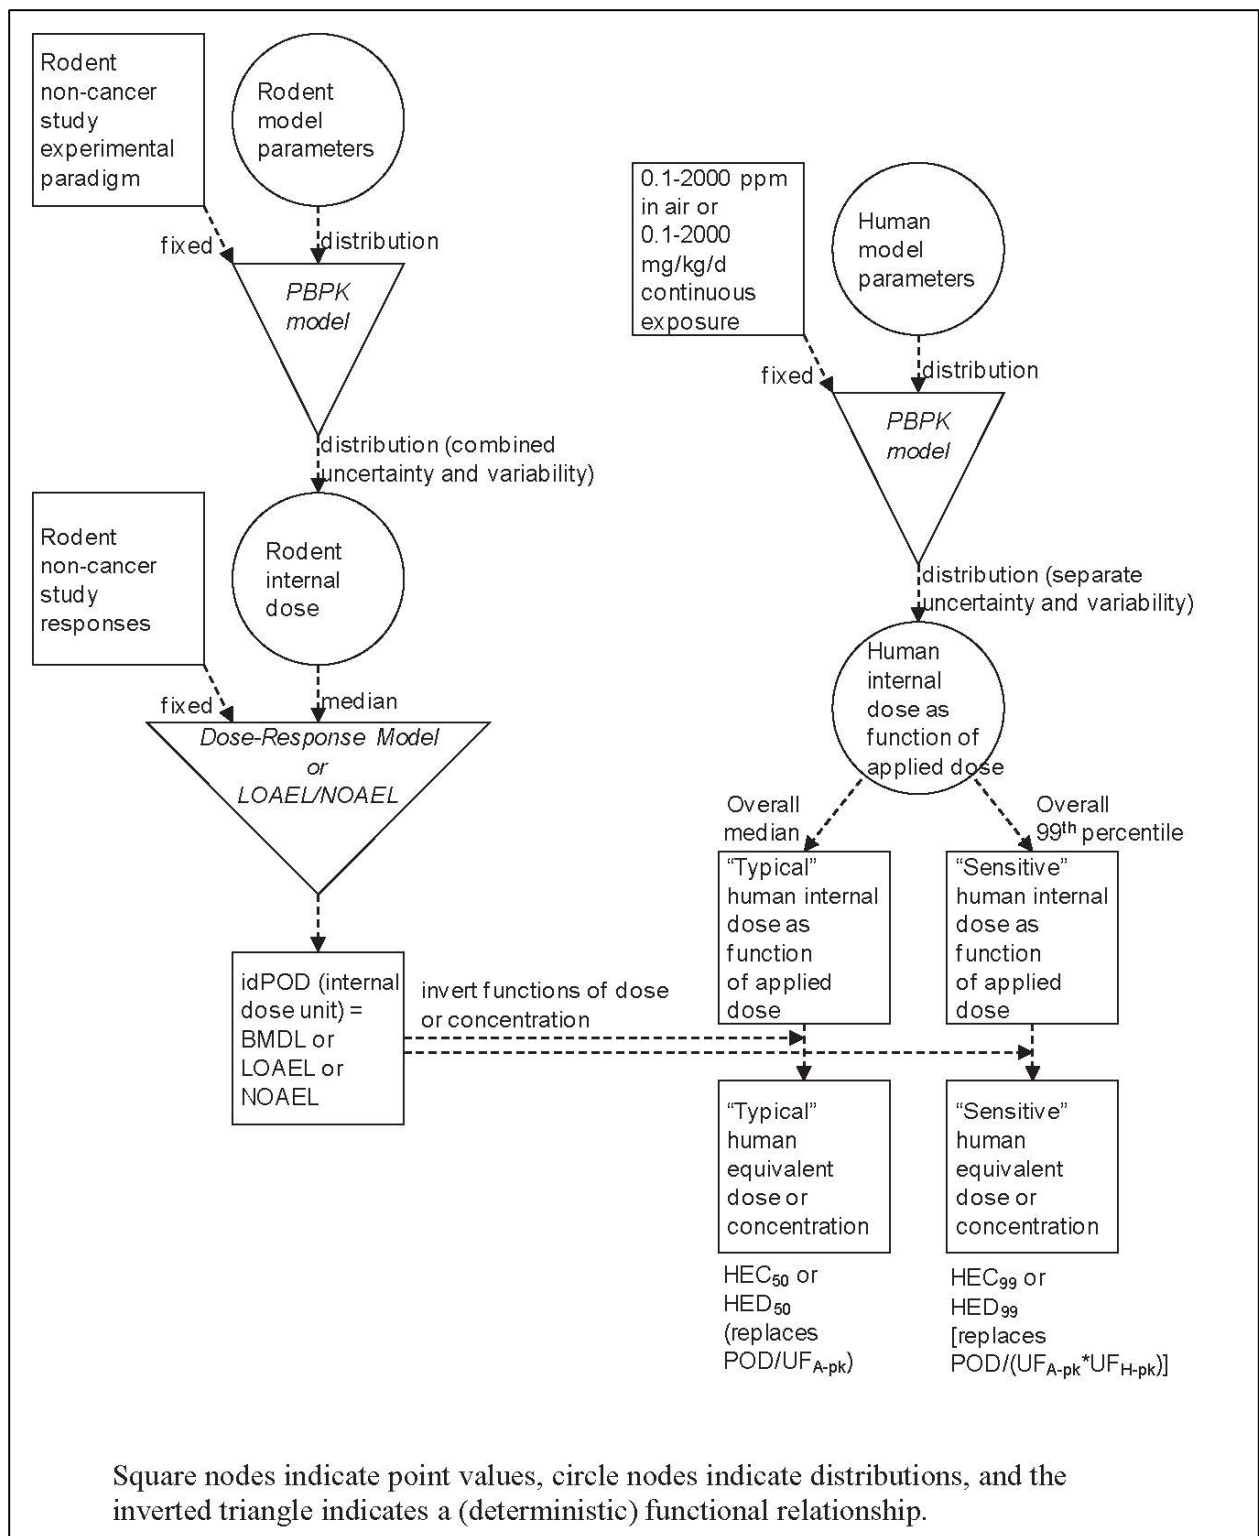 Rodent
non-cancer
study
experimental
paradigm
Rodent
model
parameters
fixed
distribution
PBPK
model
distribution (combined
uncertainty and variability)
Rodent
non-cancer
study
responses
Rodent
internal
dose
fixed
median
Dose-Response Model
or
LOAEL/NOAEL
idPOD (internal
dose unit) =
BMDL or
LOAEL or
NOAEL
invert functions of dose
or concentration
0.1-2000 ppm
in air or
0.1-2000
mg/kg/d
continuous
exposure
Human
model
parameters
fixed
distribution
PBPK
model
distribution (separate
uncertainty and variability)
Human
internal
dose as
function of
applied dose
Overall
median
Overall
99th percentile
“Typical”
human internal
dose as
function
of applied
dose
“Sensitive”
human internal
dose as
function
of applied
dose
“Typical”
human
equivalent
dose or
concentration
“Sensitive”
human
equivalent
dose or
concentration
HEC50 or
HED50
(replaces
POD/UFA-pk)
HEC99 or
HED99
[replaces
POD/(UFA-pk*UFH-pk)]
Square nodes indicate point values, circle nodes indicate distributions, and the
inverted triangle indicates a (deterministic) functional relationship.